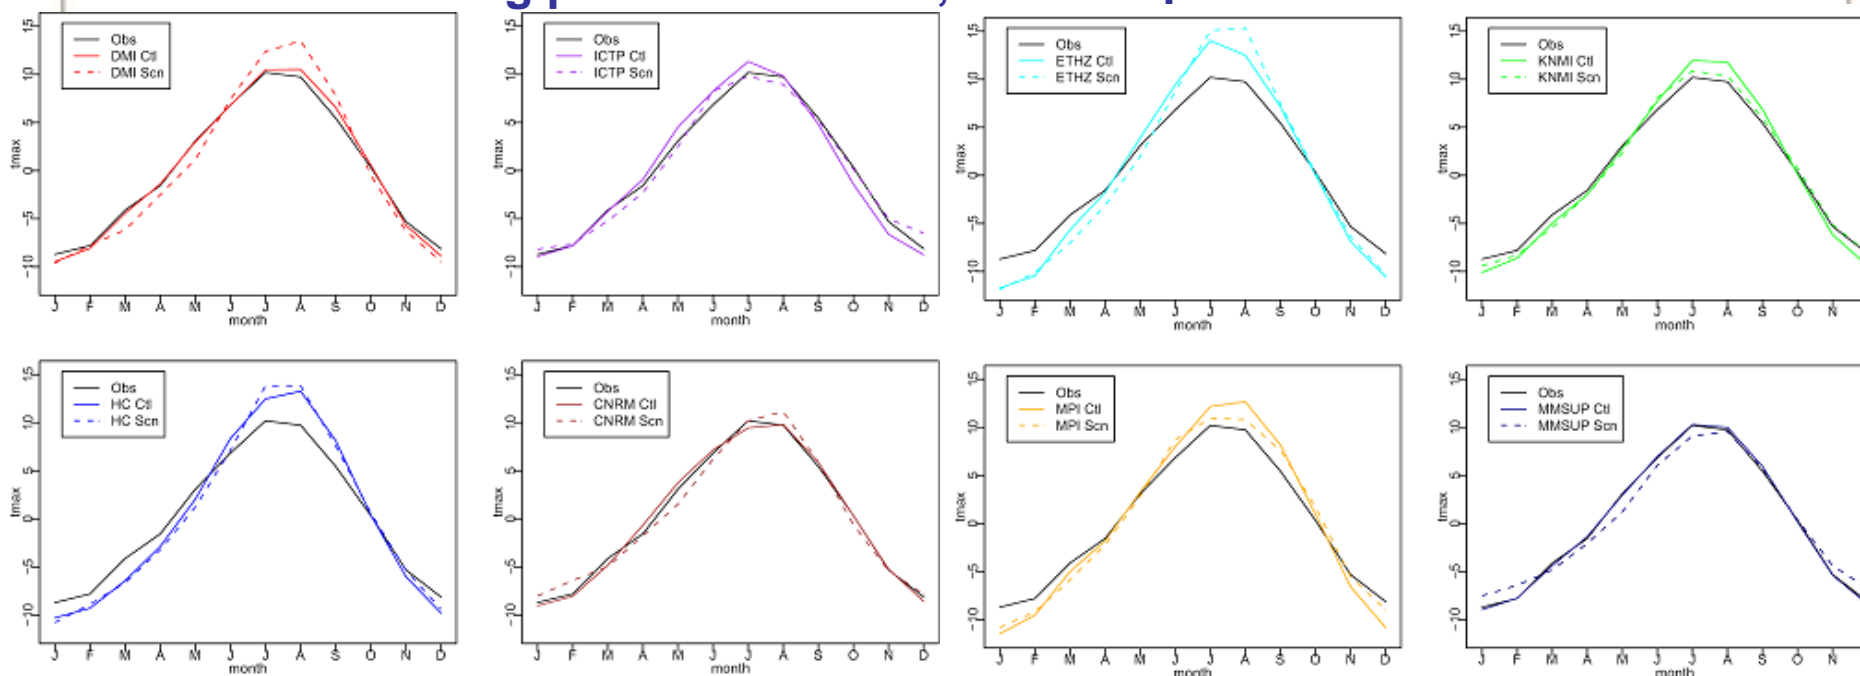 Obs
DMI Ctl
DMI Scn
tmax
15
10
5
0
-5
-10
J F M A M J J A S O N D
month
Obs
ICTP Ctl
ICTP Scn
tmax
15
10
5
0
-5
-10
J F M A M J J A S O N D
month
Obs
ETHZ Ctl
ETHZ Scn
tmax
15
10
5
0
-5
-10
J F M A M J J A S O N D
month
Obs
KNMI Ctl
KNMI Scn
tmax
15
10
5
0
-5
-10
J F M A M J J A S O N
month
Obs
HC Ctl
HC Scn
tmax
15
10
5
0
-5
-10
J F M A M J J A S O N D
month
Obs
CNRM Ctl
CNRM Scn
tmax
15
10
5
0
-5
-10
J F M A M J J A S O N D
month
Obs
MPI Ctl
MPI Scn
tmax
15
10
5
0
-5
-10
J F M A M J J A S O N D
month
Obs
MMSUP Ctl
MMSUP Scn
tmax
15
10
5
0
-5
-10
J F M A M J J A S O N
month